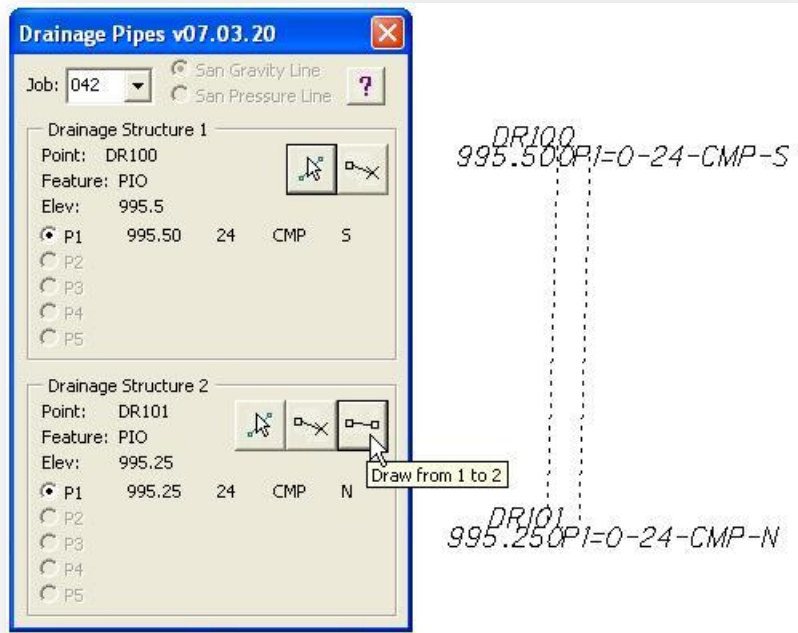 Drainage Pipes v07.03.20
Job: 042
San Gravity Line
San Pressure Line
?
Drainage Structure 1
Point: DR100
Feature: PIO
Elev: 995.5
P1 995.50 24 CMP S
P2
P3
P4
P5
Drainage Structure 2
Point: DR101
Feature: PIO
Elev: 995.25
Draw from 1 to 2
P1 995.25 24 CMP N
P2
P3
P4
P5
DR100
995.500P1=0-24-CMP-S
DR101
995.250P1=0-24-CMP-N